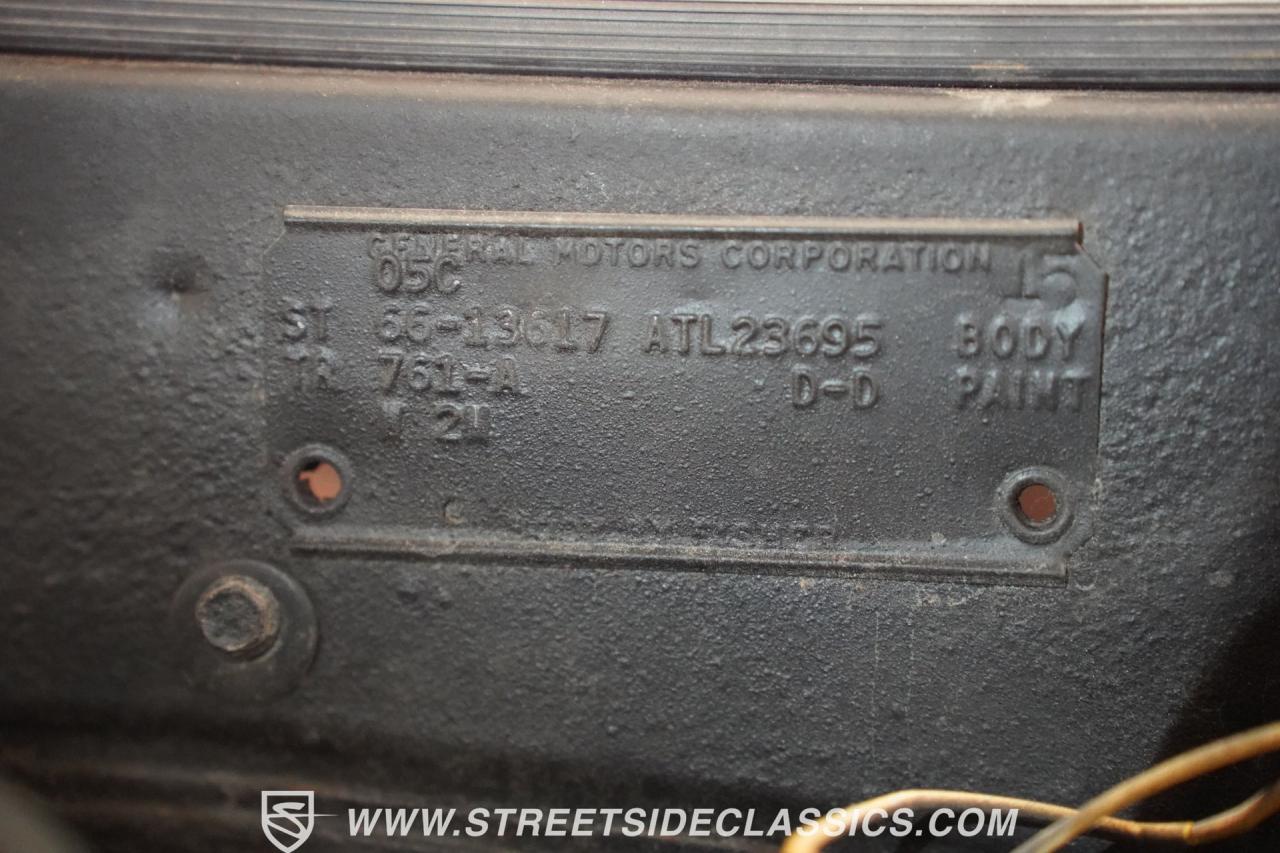 GENERAL MOTORS CORPORATION 15
05C
ST 66-13617 ATL23695 BODY
TR 761-A D-D PAINT
WWW.STREETSIDECLASSICS.COM